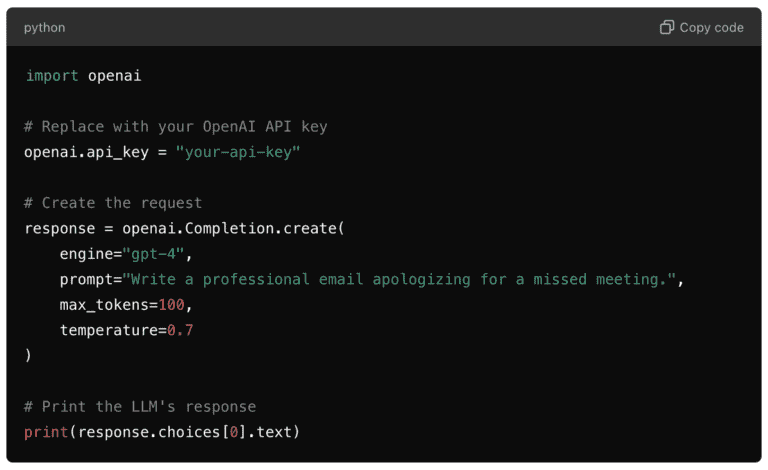 python
Copy code
import openai
# Replace with your OpenAI API key
openai.api_key = "your-api-key"
# Create the request
response = openai.Completion.create(
    engine="gpt-4",
    prompt="Write a professional email apologizing for a missed meeting.",
    max_tokens=100,
    temperature=0.7
)
# Print the LLM's response
print(response.choices[0].text)